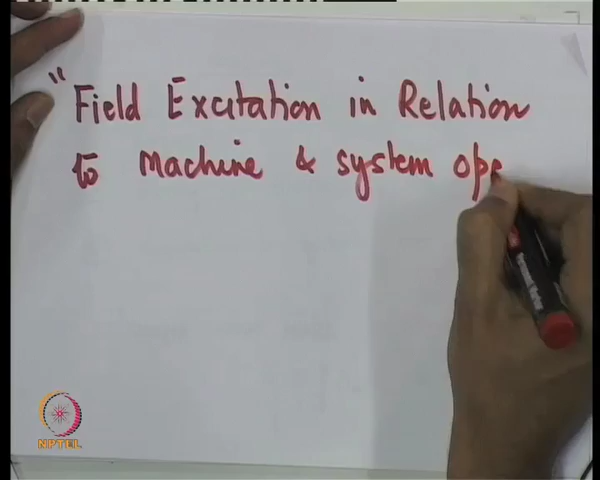 "Field Excitation in Relation
to Machine & system ope
NPTEL